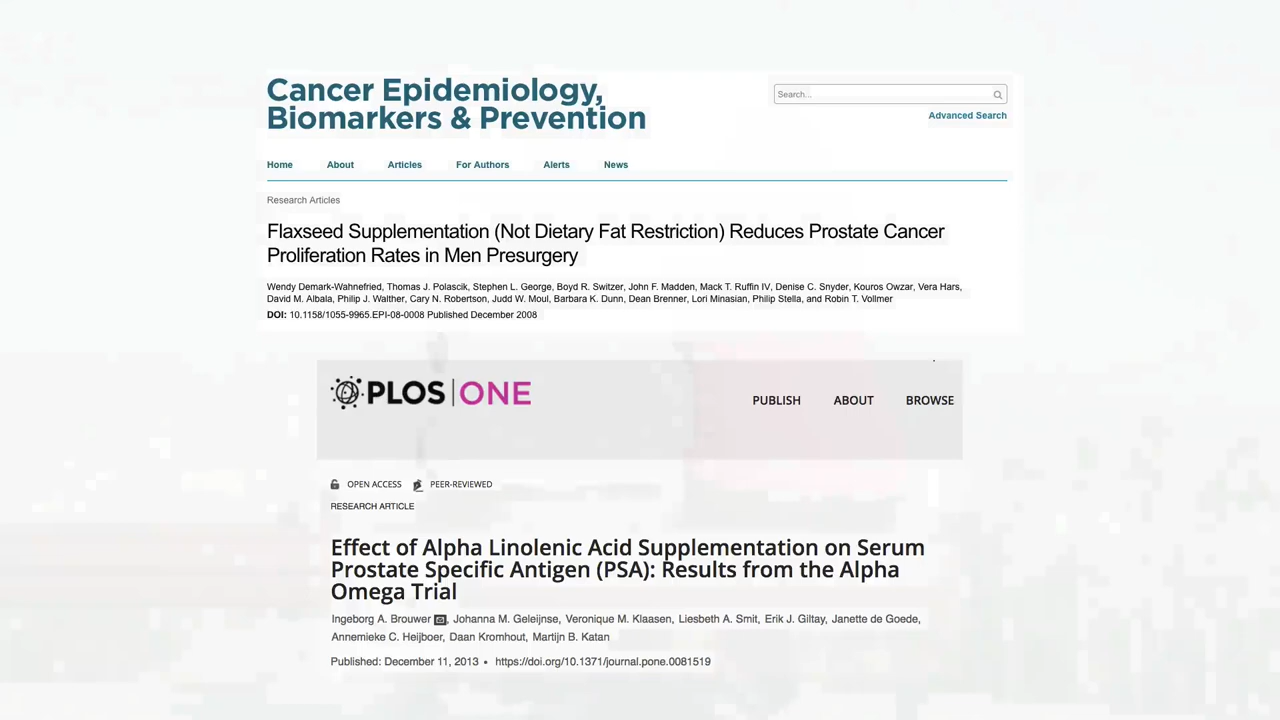 Cancer Epidemiology,
Biomarkers & Prevention
Search...
Advanced Search
Home About Articles For Authors Alerts News
Research Articles
Flaxseed Supplementation (Not Dietary Fat Restriction) Reduces Prostate Cancer
Proliferation Rates in Men Presurgery
Wendy Demark-Wahnefried, Thomas J. Polascik, Stephen L. George, Boyd R. Switzer, John F. Madden, Mack T. Ruffin IV, Denise C. Snyder, Kouros Owzar, Vera Hars,
David M. Albala, Philip J. Walther, Cary N. Robertson, Judd W. Moul, Barbara K. Dunn, Dean Brenner, Lori Minasian, Philip Stella, and Robin T. Vollmer
DOI: 10.1158/1055-9965.EPI-08-0008 Published December 2008
PLOS ONE
PUBLISH ABOUT BROWSE
OPEN ACCESS PEER-REVIEWED
RESEARCH ARTICLE
Effect of Alpha Linolenic Acid Supplementation on Serum
Prostate Specific Antigen (PSA): Results from the Alpha
Omega Trial
Ingeborg A. Brouwer, Johanna M. Geleijnse, Veronique M. Klaasen, Liesbeth A. Smit, Erik J. Giltay, Janette de Goede,
Annemieke C. Heijboer, Daan Kromhout, Martijn B. Katan
Published: December 11, 2013 • https://doi.org/10.1371/journal.pone.0081519